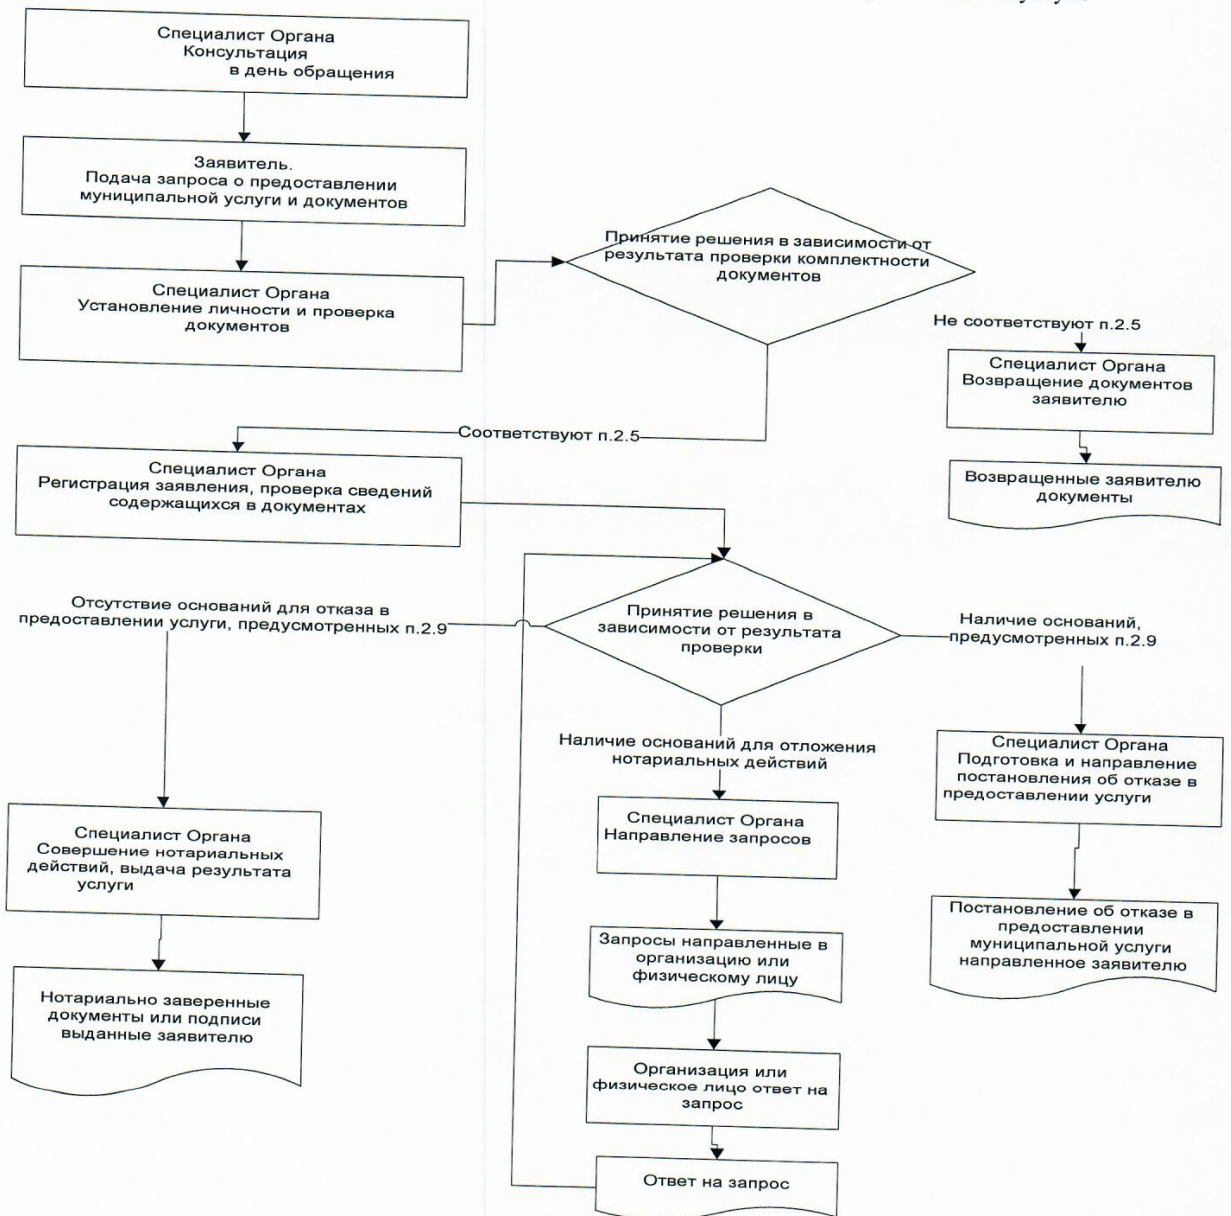 Специалист Органа
Консультация
в день обращения
Заявитель.
Подача запроса о предоставлении
муниципальной услуги и документов
Специалист Органа
Установление личности и проверка
документов
Принятие решения в зависимости от
результата проверки комплектности
документов
Не соответствуют п.2.5
Специалист Органа
Возвращение документов
заявителю
Возвращенные заявителю
документы
Соответствуют п.2.5
Специалист Органа
Регистрация заявления, проверка сведений
содержащихся в документах
Принятие решения в
зависимости от результата
проверки
Отсутствие оснований для отказа в
предоставлении услуги, предусмотренных п.2.9
Наличие оснований,
предусмотренных п.2.9
Наличие оснований для отложения
нотариальных действий
Специалист Органа
Совершение нотариальных
действий, выдача результата
услуги
Нотариально заверенные
документы или подписи
выданные заявителю
Специалист Органа
Направление запросов
Запросы направленные в
организацию или
физическому лицу
Организация или
физическое лицо ответ на
запрос
Ответ на запрос
Специалист Органа
Подготовка и направление
постановления об отказе в
предоставлении услуги
Постановление об отказе в
предоставлении
муниципальной услуги
направленное заявителю